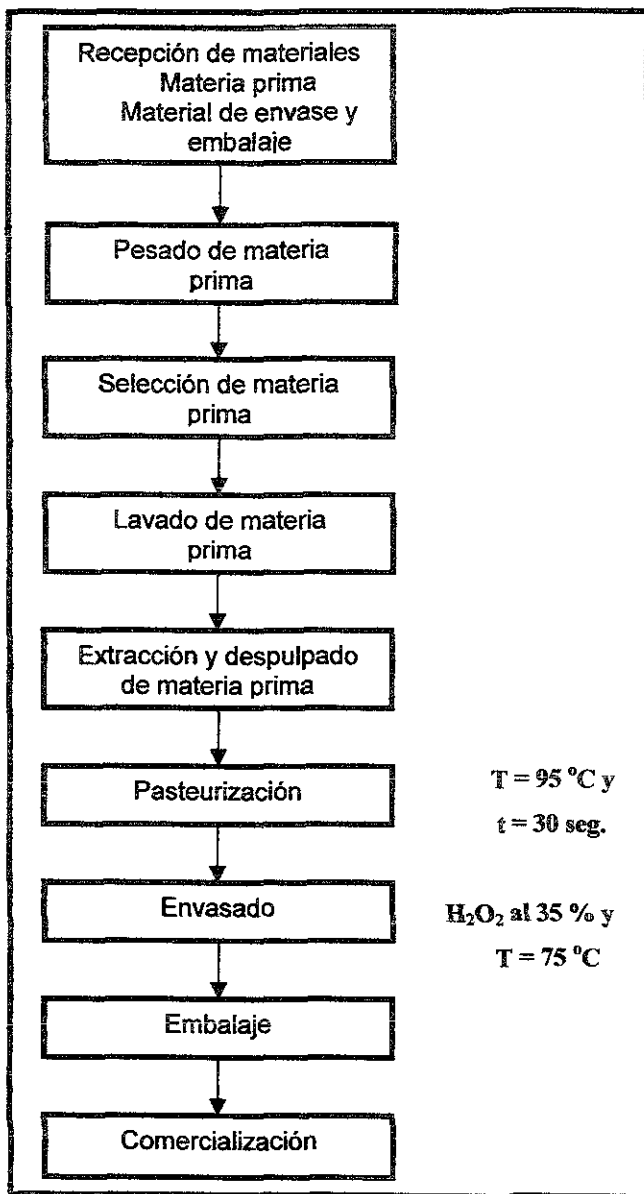 Recepción de materiales
Materia prima
Material de envase y
embalaje
Pesado de materia
prima
Selección de materia
prima
Lavado de materia
prima
Extracción y despulpado
de materia prima
Pasteurización
T = 95 °C y
t = 30 seg.
Envasado
H₂O₂ al 35 % y
T = 75 °C
Embalaje
Comercialización